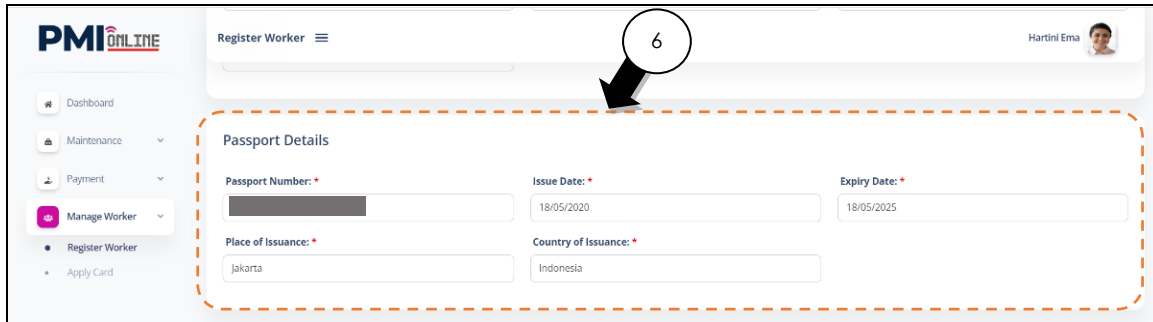 PMI ONLINE
Register Worker
6
Hartini Ema
Dashboard
Maintenance
Payment
Manage Worker
Register Worker
Apply Card
Passport Details
Passport Number: * Issue Date: * Expiry Date: *
18/05/2020 18/05/2025
Place of Issuance: * Country of Issuance: *
Jakarta Indonesia